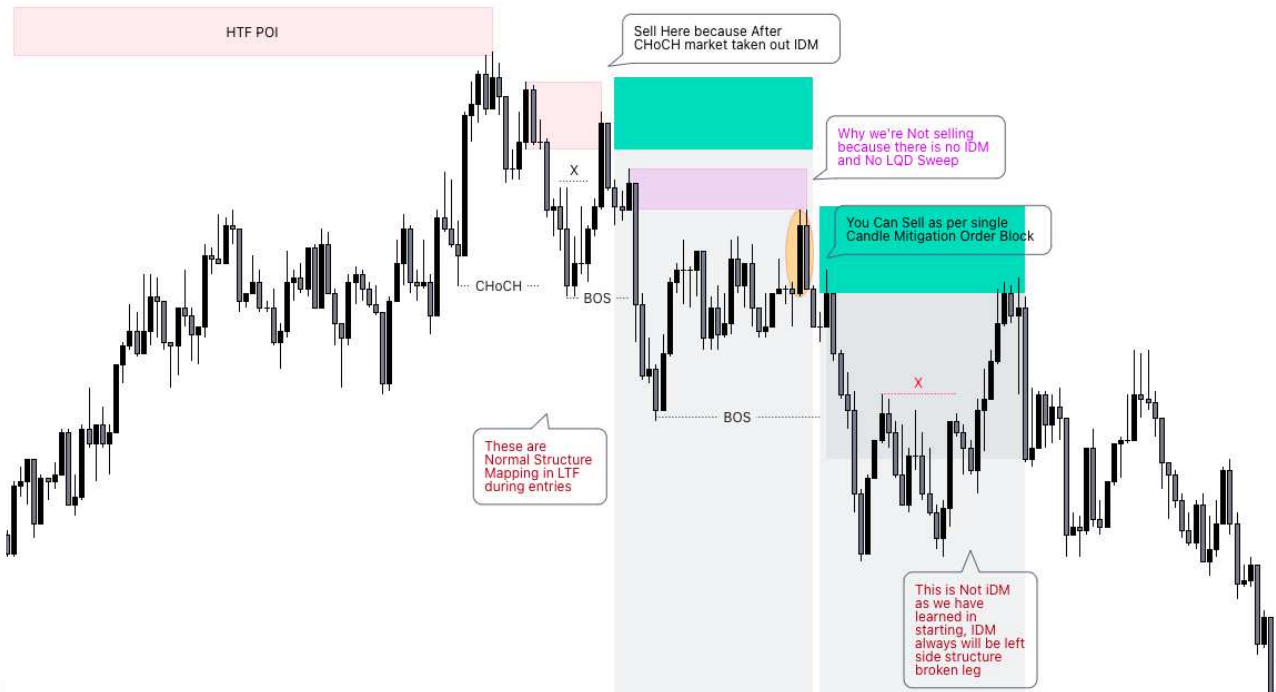 HTF POI
Sell Here because After
CHoCH market taken out IDM
Why we're Not selling
because there is no IDM
and No LQD Sweep
X
You Can Sell as per single
Candle Mitigation Order Block
CHoCH
BOS
X
BOS
These are
Normal Structure
Mapping in LTF
during entries
This is Not iDM
as we have
learned in
starting, IDM
always will be left
side structure
broken leg